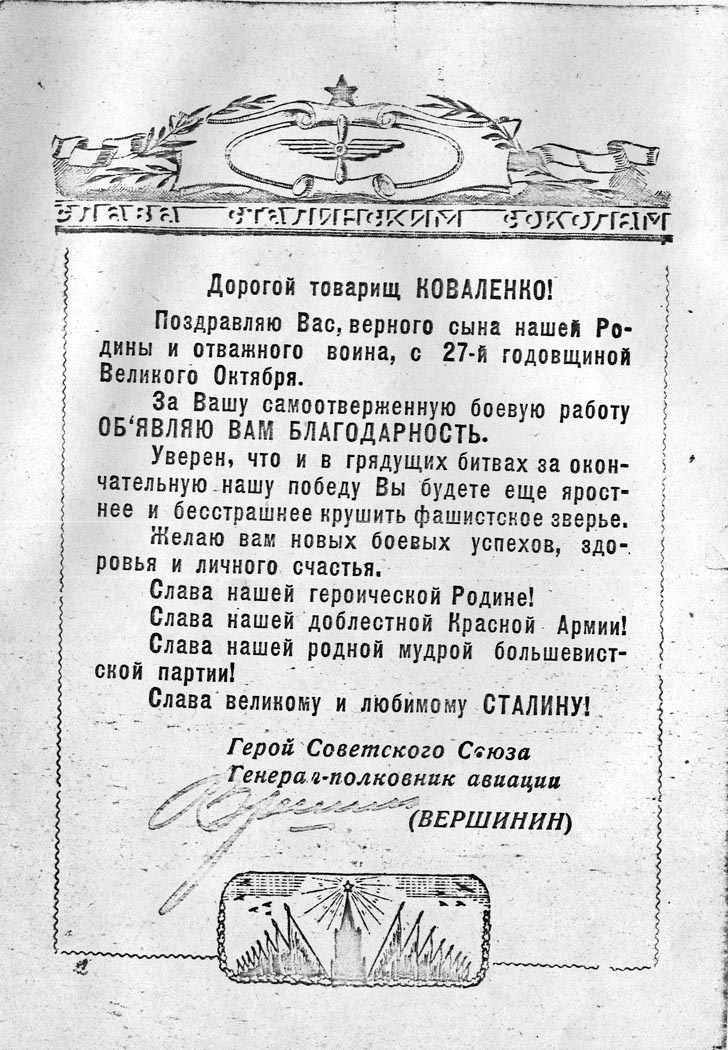 СЛАВА СТАЛИНСКИМ СОКОЛАМ
Дорогой товарищ КОВАЛЕНКО!
Поздравляю Вас, верного сына нашей Ро-
дины и отважного воина, с 27-й годовщиной
Великого Октября.
За Вашу самоотверженную боевую работу
ОБ'ЯВЛЯЮ ВАМ БЛАГОДАРНОСТЬ.
Уверен, что и в грядущих битвах за окон-
чательную нашу победу Вы будете еще ярост-
нее и бесстрашнее крушить фашистское зверье.
Желаю вам новых боевых успехов, здо-
ровья и личного счастья.
Слава нашей героической Родине!
Слава нашей доблестной Красной Армии!
Слава нашей родной мудрой большевист-
ской партии!
Слава великому и любимому СТАЛИНУ!
Герой Советского Союза
Генерал-полковник авиации
(ВЕРШИНИН)